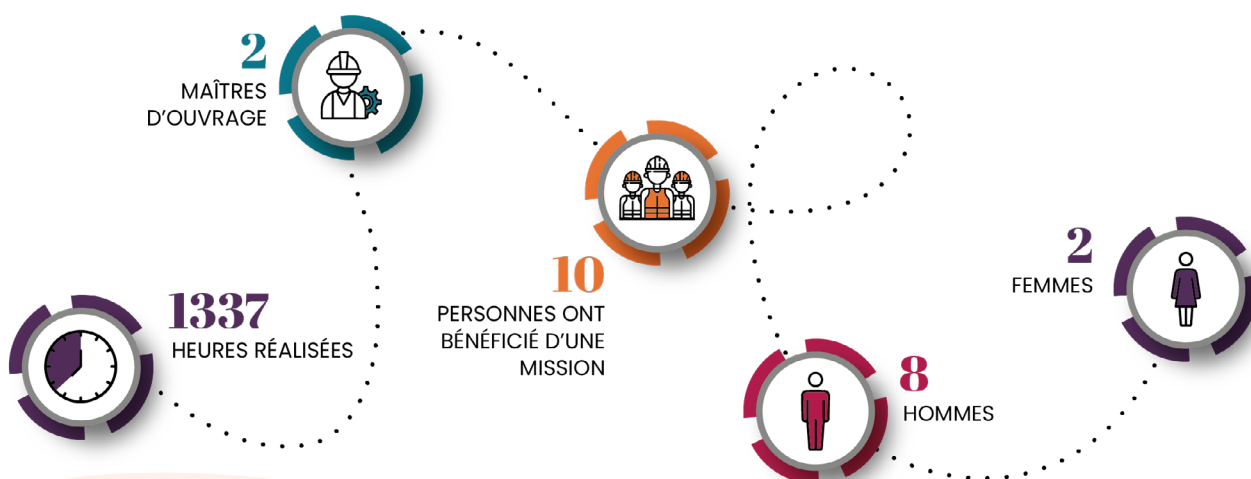 2
MAÎTRES
D'OUVRAGE
1337
HEURES RÉALISÉES
10
PERSONNES ONT
BÉNÉFICIÉ D'UNE
MISSION
8
HOMMES
2
FEMMES